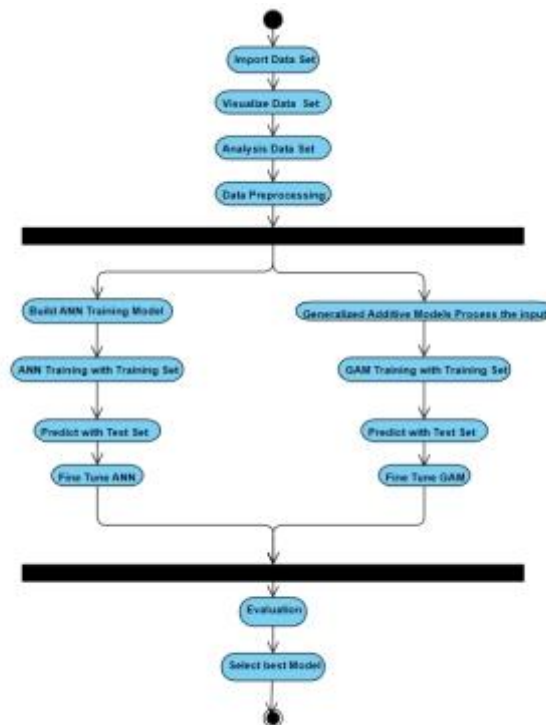 Import Data Set
Visualize Data Set
Analysis Data Set
Data Preprocessing
Build ANN Training Model
Generalized Additive Models Process the input
ANN Training with Training Set
GAM Training with Training Set
Predict with Test Set
Predict with Test Set
Fine Tune ANN
Fine Tune GAM
Evaluation
Select best Model